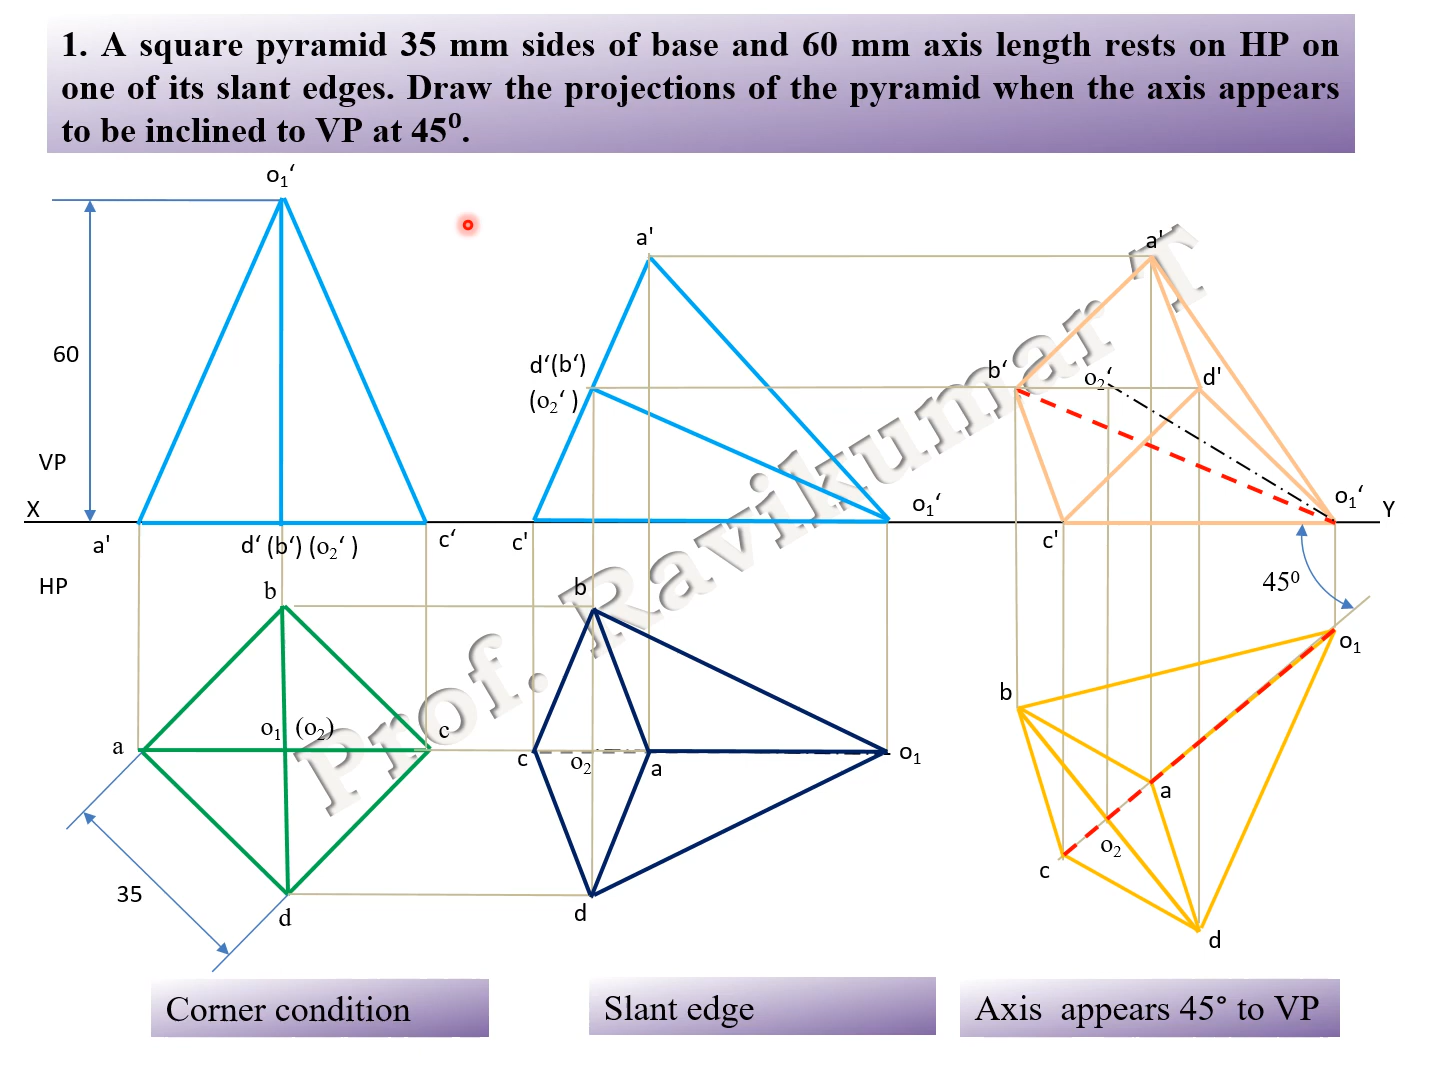 1. A square pyramid 35 mm sides of base and 60 mm axis length rests on HP on
one of its slant edges. Draw the projections of the pyramid when the axis appears
to be inclined to VP at 45⁰.
o₁‘
a'
a'
60
d‘(b‘)
(o₂‘ )
b‘
o₂‘
d'
VP
X
o₁‘
o₁‘
Y
a'
d‘ (b‘) (o₂‘ )
c‘
c'
c'
HP
b
b
45⁰
o₁
b
a
o₁ (o₂)
c
c
o₂
a
o₁
a
o₂
c
35
d
d
d
Prof. Ravikumar T
Corner condition
Slant edge
Axis appears 45° to VP